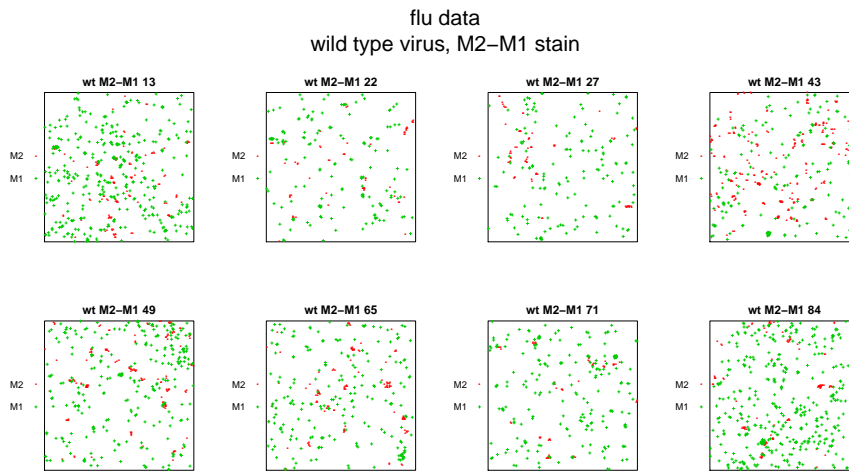 flu data
wild type virus, M2−M1 stain
wt M2−M1 13
wt M2−M1 22
wt M2−M1 27
wt M2−M1 43
M2
M1
M2
M1
M2
M1
M2
M1
wt M2−M1 49
wt M2−M1 65
wt M2−M1 71
wt M2−M1 84
M2
M1
M2
M1
M2
M1
M2
M1